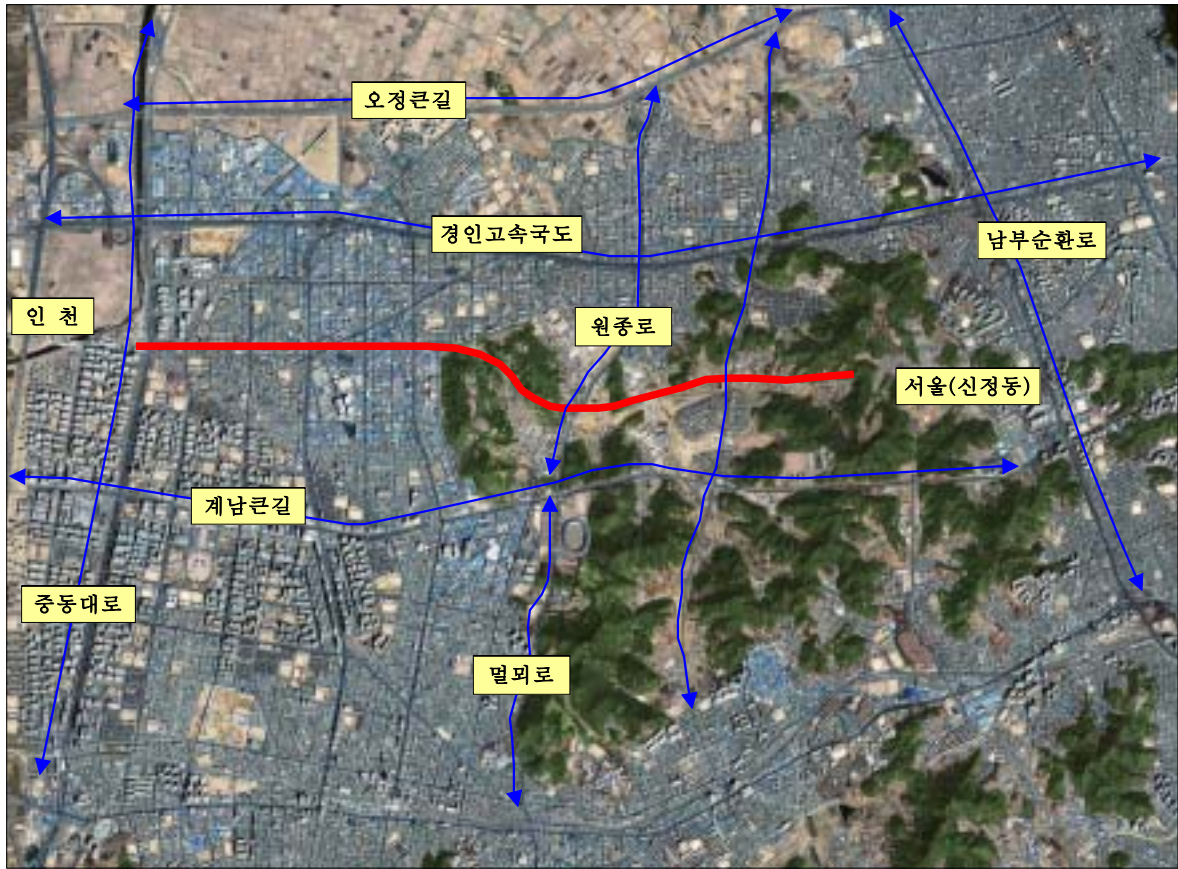 오정큰길
경인고속국도
남부순환로
인 천
원종로
서울(신정동)
계남큰길
중동대로
멀뫼로